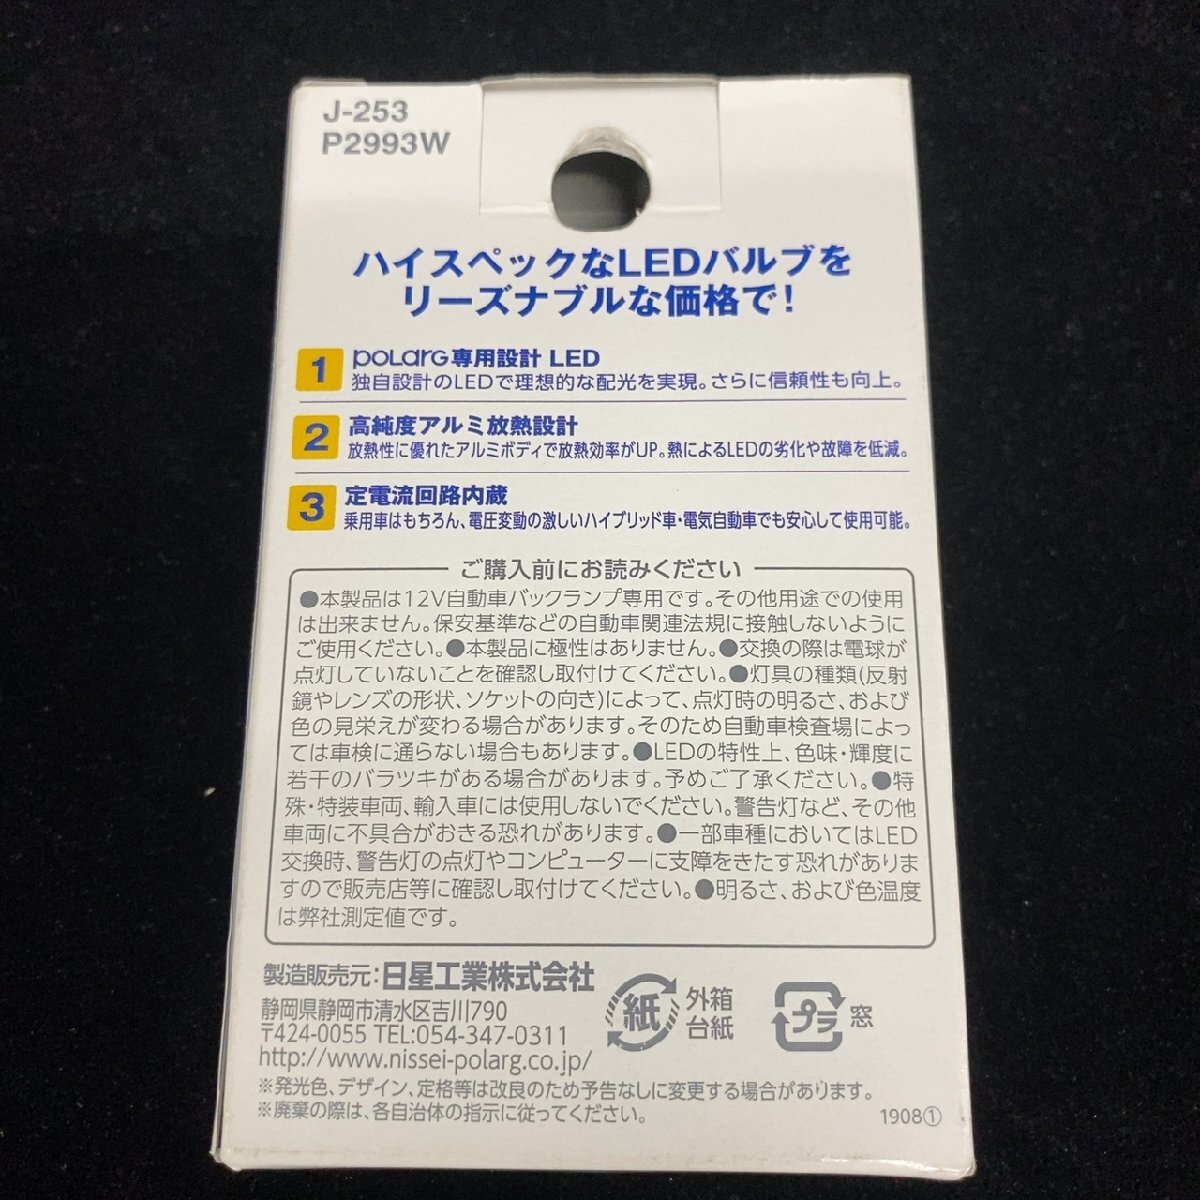 J-253
P2993W
ハイスペックなLEDバルブを
リーズナブルな価格で!
1 POLARG専用設計 LED
独自設計のLEDで理想的な配光を実現。さらに信頼性も向上。
2 高純度アルミ放熱設計
放熱性に優れたアルミボディで放熱効率がUP。熱によるLEDの劣化や故障を低減。
3 定電流回路内蔵
乗用車はもちろん、電圧変動の激しいハイブリッド車・電気自動車でも安心して使用可能。
ご購入前にお読みください
●本製品は12V自動車バックランプ専用です。その他用途での使用
は出来ません。保安基準などの自動車関連法規に接触しないように
ご使用ください。●本製品に極性はありません。●交換の際は電球が
点灯していないことを確認し取付けてください。●灯具の種類(反射
鏡やレンズの形状、ソケットの向き)によって、点灯時の明るさ、および
色の見栄えが変わる場合があります。そのため自動車検査場によっ
ては車検に通らない場合もあります。●LEDの特性上、色味・輝度に
若干のバラツキがある場合があります。予めご了承ください。●特
殊・特装車両、輸入車には使用しないでください。警告灯など、その他
車両に不具合がおきる恐れがあります。●一部車種においてはLED
交換時、警告灯の点灯やコンピューターに支障をきたす恐れがありま
すので販売店等に確認し取付けてください。●明るさ、および色温度
は弊社測定値です。
製造販売元:日星工業株式会社
静岡県静岡市清水区吉川790
〒424-0055 TEL:054-347-0311
http://www.nissei-polarg.co.jp/
紙 外箱
台紙
プラ 窓
※発光色、デザイン、定格等は改良のため予告なしに変更する場合があります。
※廃棄の際は、各自治体の指示に従ってください。
1908①